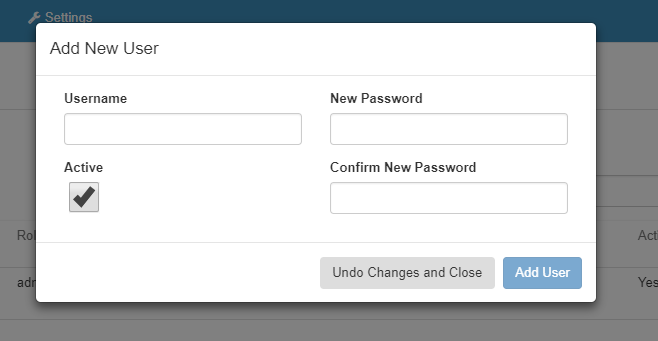 Settings
Add New User
Username
New Password
Active
Confirm New Password
Rol
Acti
adr
Yes
Undo Changes and Close
Add User